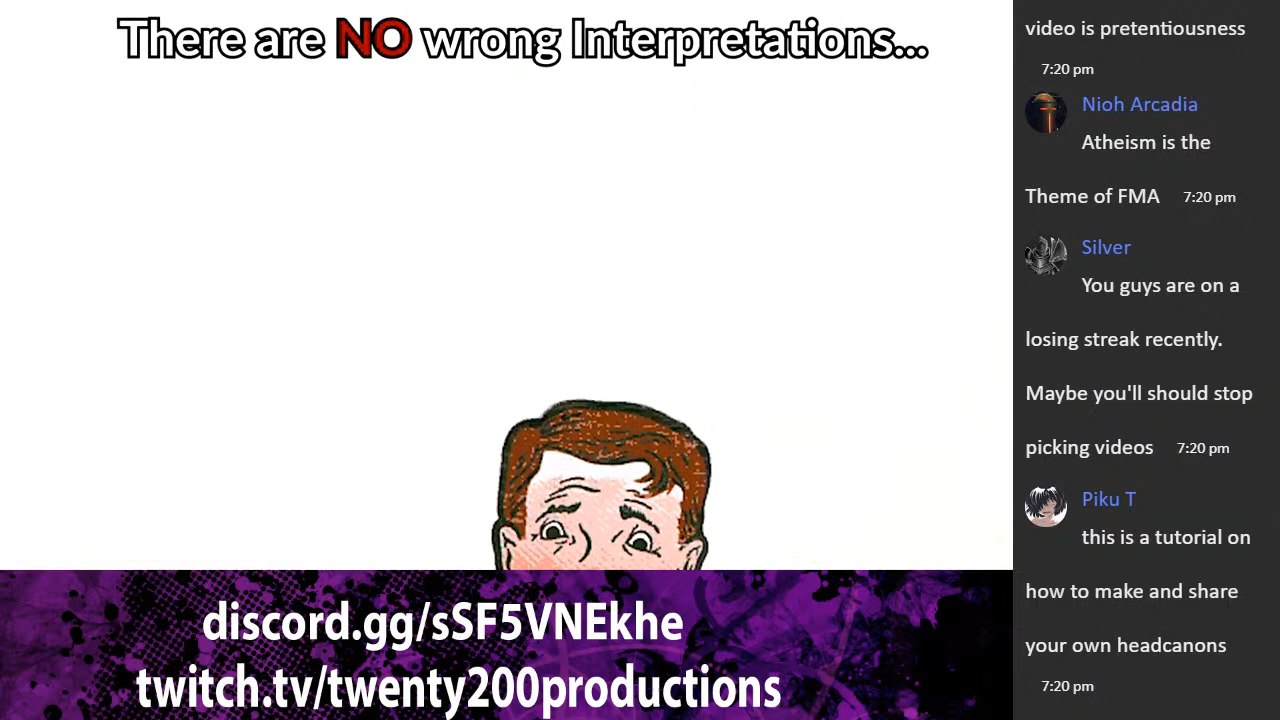 There are NO wrong Interpretations...
discord.gg/sSF5VNEkhe
twitch.tv/twenty200productions
video is pretentiousness
7:20 pm
Nioh Arcadia
Atheism is the
Theme of FMA 7:20 pm
Silver
You guys are on a
losing streak recently.
Maybe you'll should stop
picking videos 7:20 pm
Piku T
this is a tutorial on
how to make and share
your own headcanons
7:20 pm